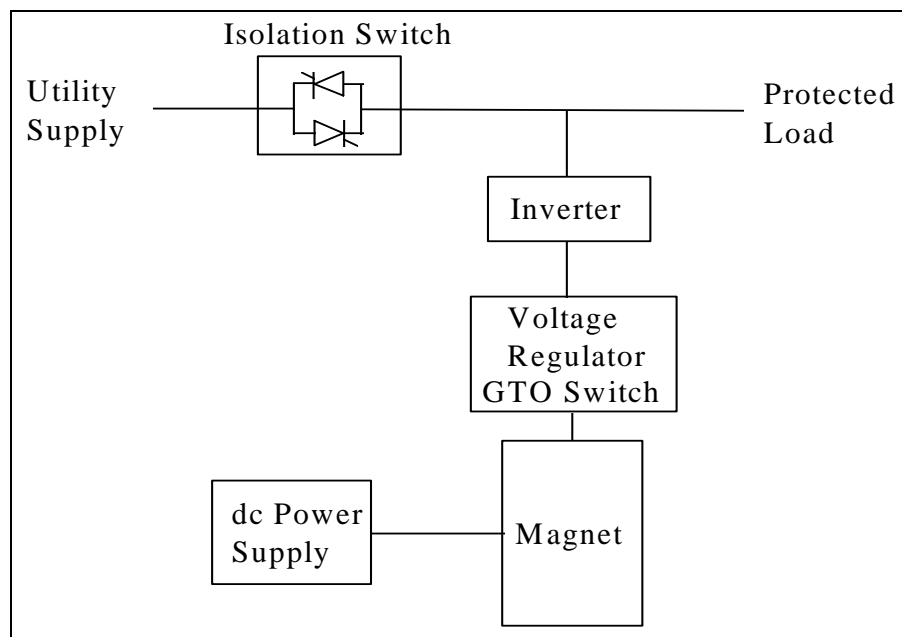 Isolation Switch
Utility
Supply
Protected
Load
Inverter
Voltage
Regulator
GTO Switch
dc Power
Supply
Magnet